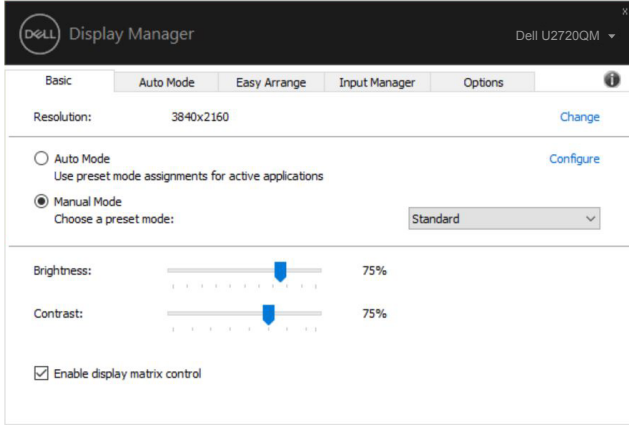 x
DELL Display Manager
Dell U2720QM
Basic Auto Mode Easy Arrange Input Manager Options
Resolution: 3840x2160 Change
Auto Mode Configure
Use preset mode assignments for active applications
Manual Mode
Choose a preset mode: Standard
Brightness: 75%
Contrast: 75%
Enable display matrix control